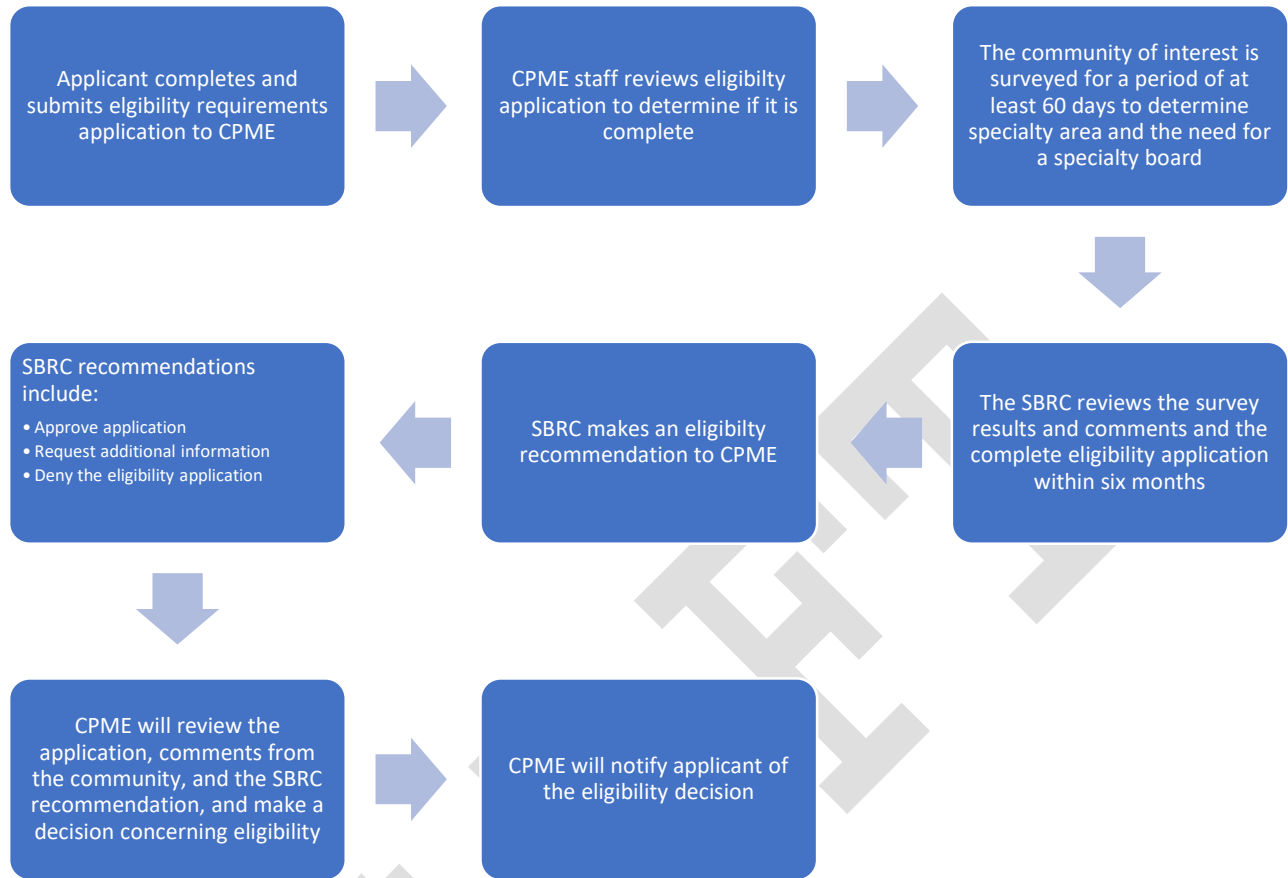 Applicant completes and
submits elgibility requirements
application to CPME
CPME staff reviews eligibilty
application to determine if it is
complete
The community of interest is
surveyed for a period of at
least 60 days to determine
specialty area and the need for
a specialty board
The SBRC reviews the survey
results and comments and the
complete eligibility application
within six months
SBRC makes an eligibilty
recommendation to CPME
SBRC recommendations
include:
• Approve application
• Request additional information
• Deny the eligibility application
CPME will review the
application, comments from
the community, and the SBRC
recommendation, and make a
decision concerning eligibility
CPME will notify applicant of
the eligibility decision